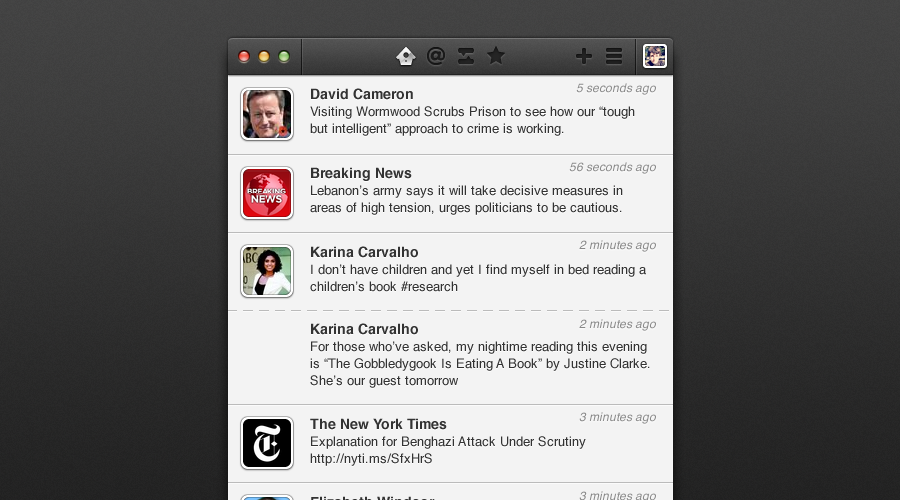 5 seconds ago
David Cameron
Visiting Wormwood Scrubs Prison to see how our “tough
but intelligent” approach to crime is working.
56 seconds ago
Breaking News
BREAKING
NEWS
Lebanon’s army says it will take decisive measures in
areas of high tension, urges politicians to be cautious.
2 minutes ago
Karina Carvalho
ABC
I don’t have children and yet I find myself in bed reading a
children’s book #research
2 minutes ago
Karina Carvalho
For those who’ve asked, my nightime reading this evening
is “The Gobbledygook Is Eating A Book” by Justine Clarke.
She’s our guest tomorrow
3 minutes ago
The New York Times
T
Explanation for Benghazi Attack Under Scrutiny
http://nyti.ms/SfxHrS
3 minutes ago
Elizabeth Windsor